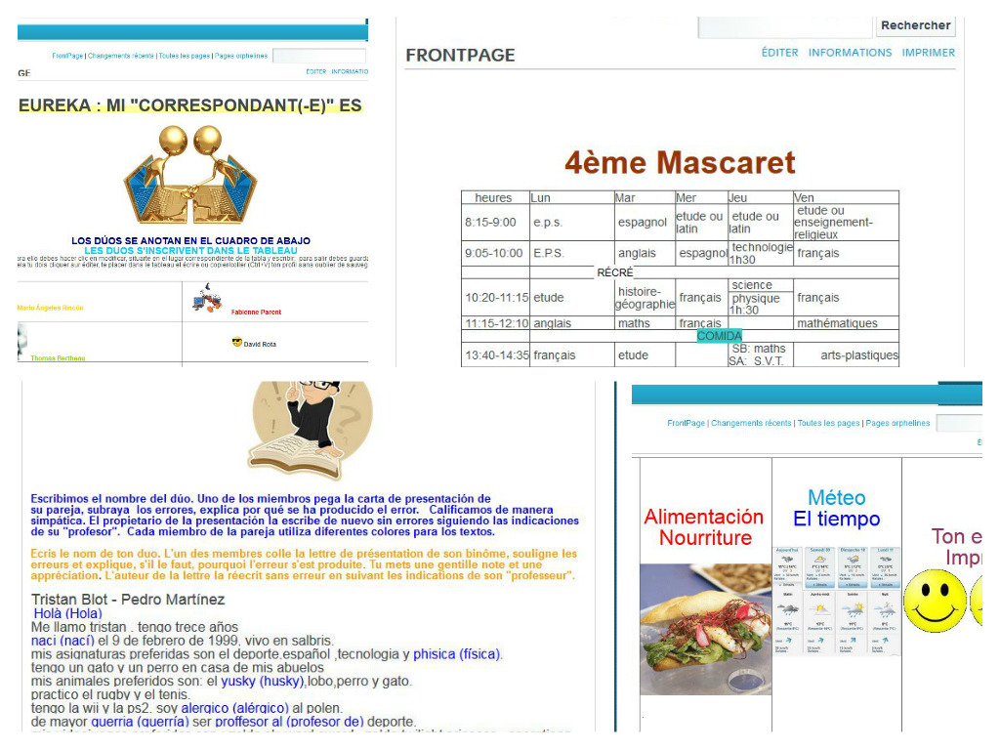 FrontPage | Changements récents | Toutes les pages | Pages orphelines
GE
ÉDITER INFORMATIO
EUREKA : MI "CORRESPONDANT(-E)" ES
LOS DÚOS SE ANOTAN EN EL CUADRO DE ABAJO
LES DUOS S'INSCRIVENT DANS LE TABLEAU
ara ello debes hacer clic en modificar, situarte en el lugar correspondiente de la tabla y escribir, para salir debes guarda
ela tu dois cliquer sur éditer, le placer dans le tableau et écrire ou copier/coller (Ctrl+V) ton profil sans oublier de sauveg
María Ángeles Rincón
Fabienne Parent
David Rota
Thomas Bertheau
Rechercher
FRONTPAGE
ÉDITER INFORMATIONS IMPRIMER
4ème Mascaret
heures Lun Mar Mer Jeu Ven
8:15-9:00 e.p.s. espagnol etude ou latin etude ou latin etude ou enseignement-religieux
9:05-10:00 E.P.S. anglais espagnol technologie 1h30 français
RÉCRÉ
10:20-11:15 etude histoire-géographie français science physique 1h:30 français
11:15-12:10 anglais maths français mathématiques
COMIDA
13:40-14:35 français etude SB: maths SA: S.V.T. arts-plastiques
Escribimos el nombre del dúo. Uno de los miembros pega la carta de presentación de
su pareja, subraya los errores, explica por qué se ha producido el error. Calificamos de manera
simpática. El propietario de la presentación la escribe de nuevo sin errores siguiendo las indicaciones
de su "profesor". Cada miembro de la pareja utiliza diferentes colores para los textos.
Ecris le nom de ton duo. L'un des membres colle la lettre de présentation de son binôme, souligne les
erreurs et explique, s'il le faut, pourquoi l'erreur s'est produite. Tu mets une gentille note et une
appréciation. L'auteur de la lettre la réecrit sans erreur en suivant les indications de son "professeur".
Tristan Blot - Pedro Martínez
Holà (Hola)
Me llamo tristan . tengo trece años
naci (nací) el 9 de febrero de 1999. vivo en salbris.
mis asignaturas preferidas son el deporte.español ,tecnologia y phisica (física).
tengo un gato y un perro en casa de mis abuelos
mis animales preferidos son: el yusky (husky),lobo,perro y gato.
practico el rugby y el tenis.
tengo la wii y la ps2. soy alergico (alérgico) al polen.
de mayor guerria (querría) ser proffesor al (profesor de) deporte.
FrontPage | Changements récents | Toutes les pages | Pages orphelines
Alimentación
Nourriture
Méteo
El tiempo
Ton e
Impr